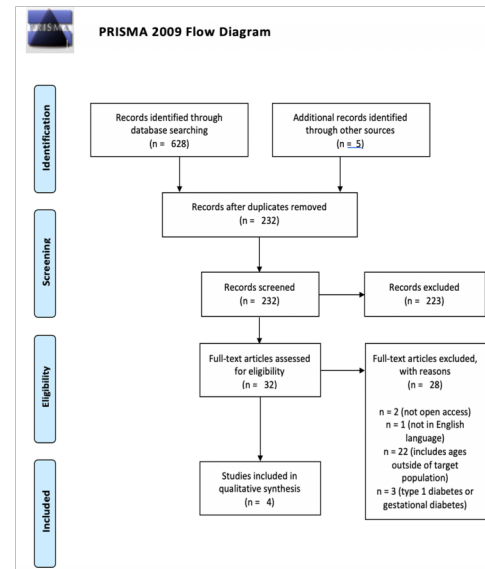 PRISMA
PRISMA 2009 Flow Diagram
Identification
Records identified through
database searching
(n = 628)
Additional records identified
through other sources
(n = 5)
Records after duplicates removed
(n = 232)
Screening
Records screened
(n = 232)
Records excluded
(n = 223)
Eligibility
Full-text articles assessed
for eligibility
(n = 32)
Full-text articles excluded,
with reasons
(n = 28)
n = 2 (not open access)
n = 1 (not in English
language)
n = 22 (includes ages
outside of target
population)
n = 3 (type 1 diabetes or
gestational diabetes)
Included
Studies included in
qualitative synthesis
(n = 4)